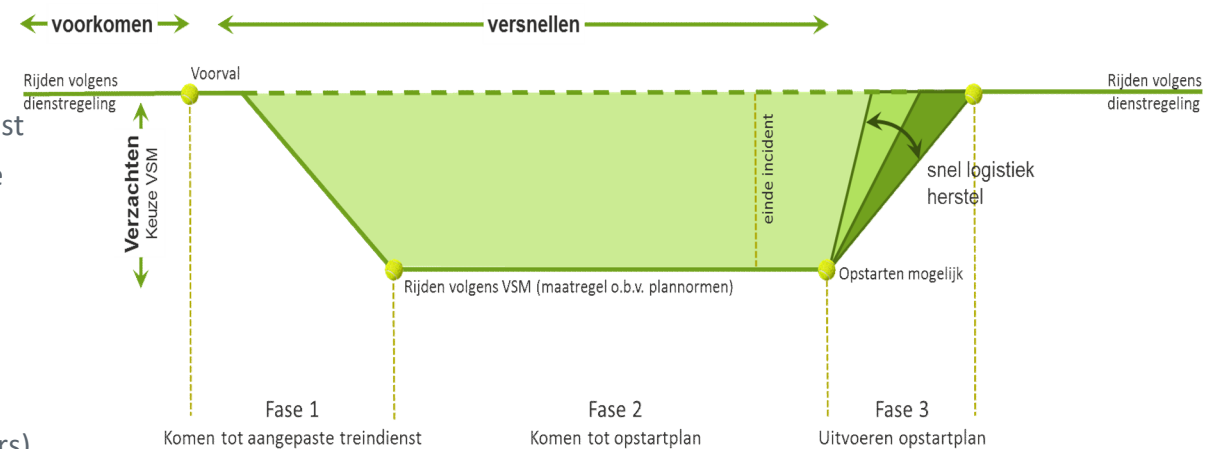 voorkomen
versnellen
Voorval
Rijden volgens
dienstregeling
Rijden volgens
dienstregeling
st
e
Verzachten
Keuze VSM
einde incident
snel logistiek
herstel
Opstarten mogelijk
Rijden volgens VSM (maatregel o.b.v. plannormen)
Fase 1
Fase 2
Fase 3
Komen tot aangepaste treindienst
Komen tot opstartplan
Uitvoeren opstartplan
rs)